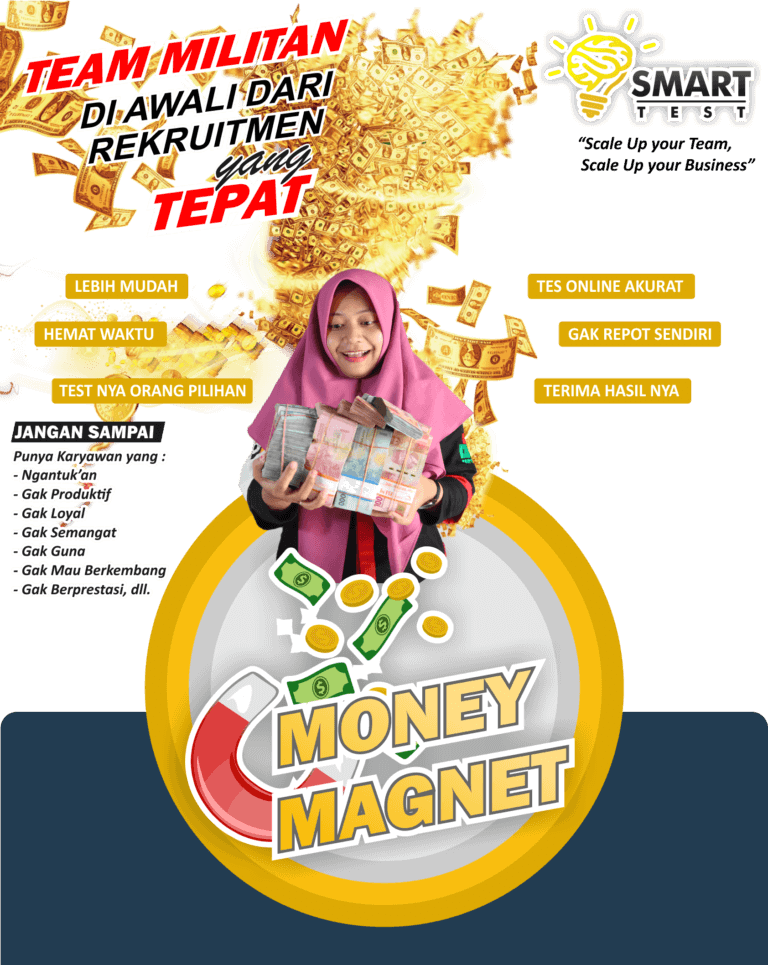 TEAM MILITAN
DI AWALI DARI
REKRUITMEN
yang
TEPAT
SMART
TEST
“Scale Up your Team,
Scale Up your Business”
LEBIH MUDAH
HEMAT WAKTU
TEST NYA ORANG PILIHAN
TES ONLINE AKURAT
GAK REPOT SENDIRI
TERIMA HASIL NYA
JANGAN SAMPAI
Punya Karyawan yang :
- Ngantuk’an
- Gak Produktif
- Gak Loyal
- Gak Semangat
- Gak Guna
- Gak Mau Berkembang
- Gak Berprestasi, dll.
MONEY
MAGNET